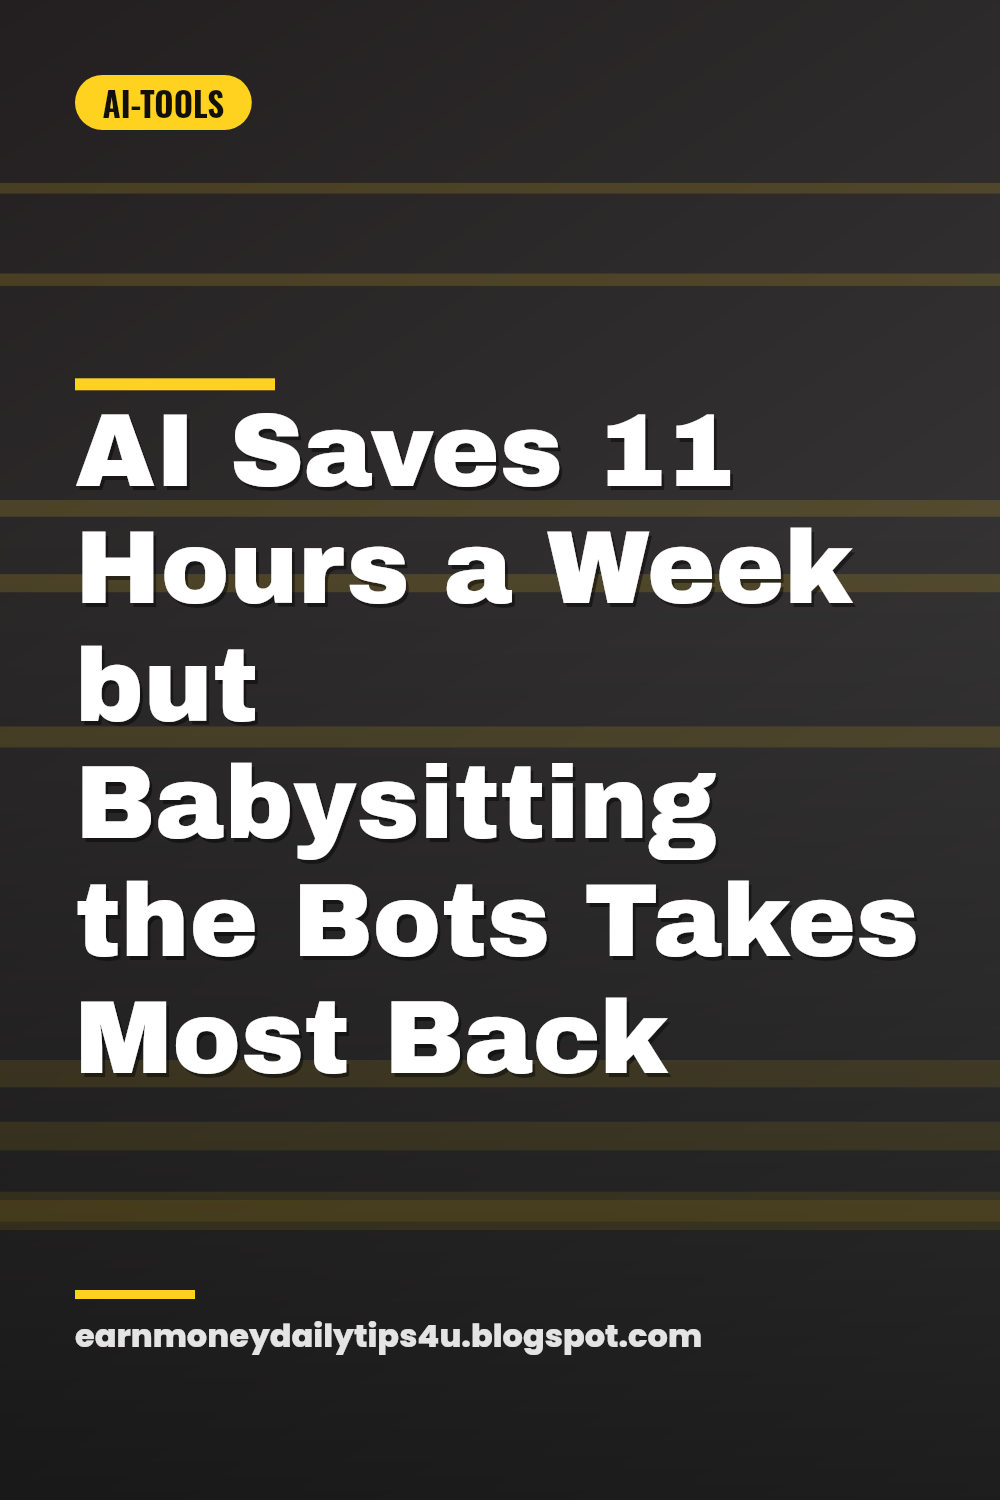 AI-TOOLS
AI Saves 11
Hours a Week
but
Babysitting
the Bots Takes
Most Back
earnmoneydailytips4u.blogspot.com